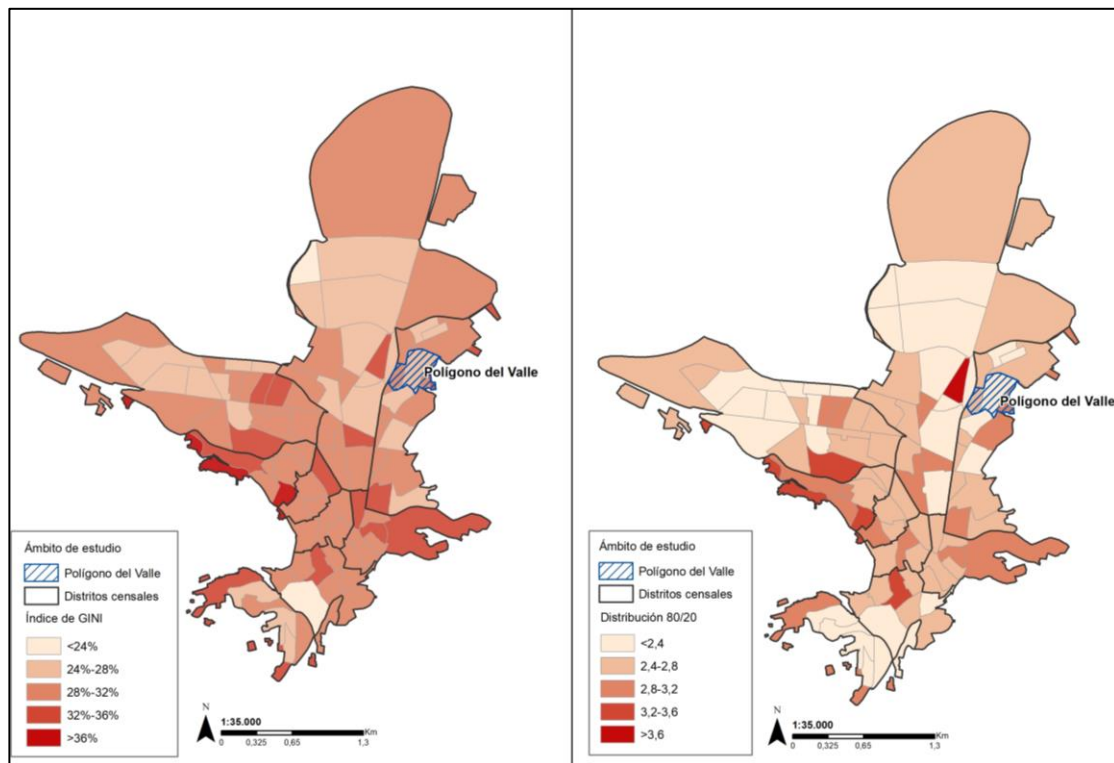 Polígono del Valle
Ámbito de estudio
Polígono del Valle
Distritos censales
Índice de GINI
<24%
24%-28%
28%-32%
32%-36%
>36%
N
1:35.000
Km
0 0,325 0,65 1,3
Polígono del Valle
Ámbito de estudio
Polígono del Valle
Distritos censales
Distribución 80/20
<2,4
2,4-2,8
2,8-3,2
3,2-3,6
>3,6
N
1:35.000
Km
0 0,325 0,65 1,3